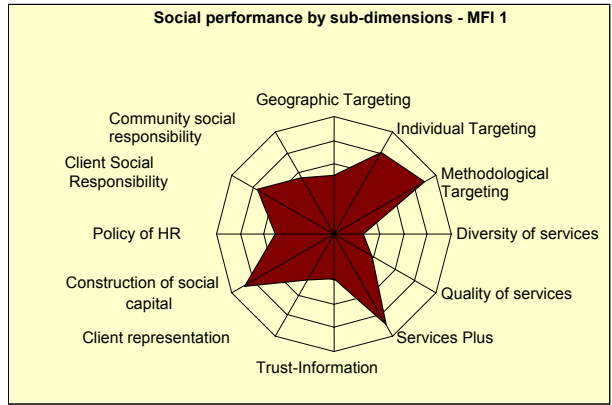 Social performance by sub-dimensions - MFI 1
Geographic Targeting
Individual Targeting
Methodological
Targeting
Diversity of services
Quality of services
Services Plus
Trust-Information
Client representation
Construction of social
capital
Policy of HR
Client Social
Responsibility
Community social
responsibility